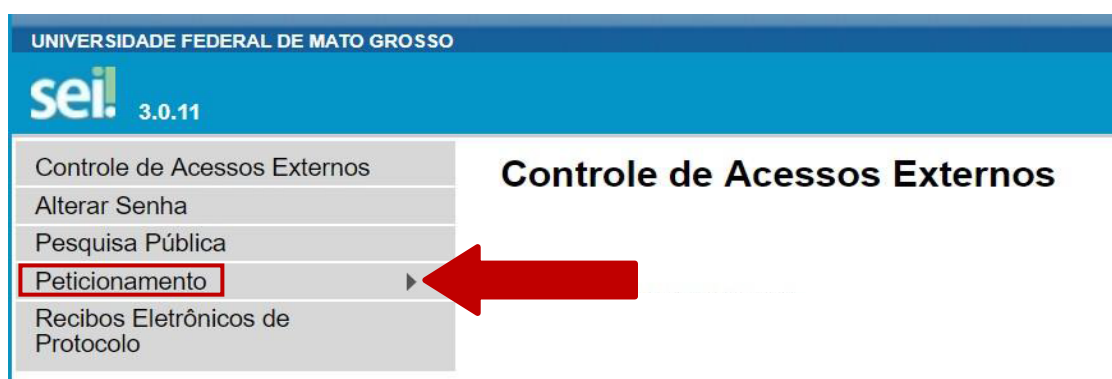 UNIVERSIDADE FEDERAL DE MATO GROSSO
sei! 3.0.11
Controle de Acessos Externos
Controle de Acessos Externos
Alterar Senha
Pesquisa Pública
Peticionamento
Recibos Eletrônicos de
Protocolo